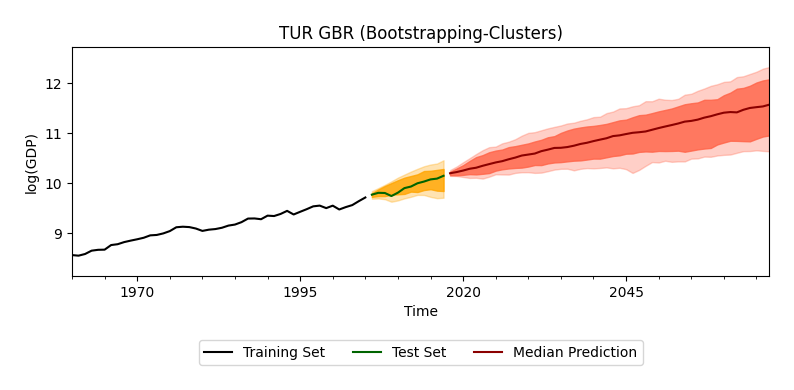 TUR GBR (Bootstrapping-Clusters)
12
11
10
9
log(GDP)
1970 1995 2020 2045
Time
Training Set Test Set Median Prediction